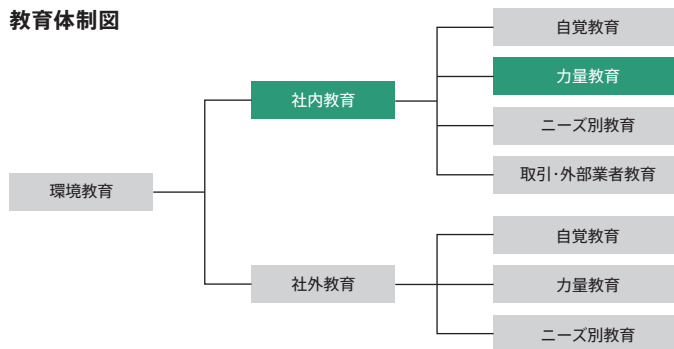 教育体制図
環境教育
社内教育
自覚教育
力量教育
ニーズ別教育
取引・外部業者教育
社外教育
自覚教育
力量教育
ニーズ別教育